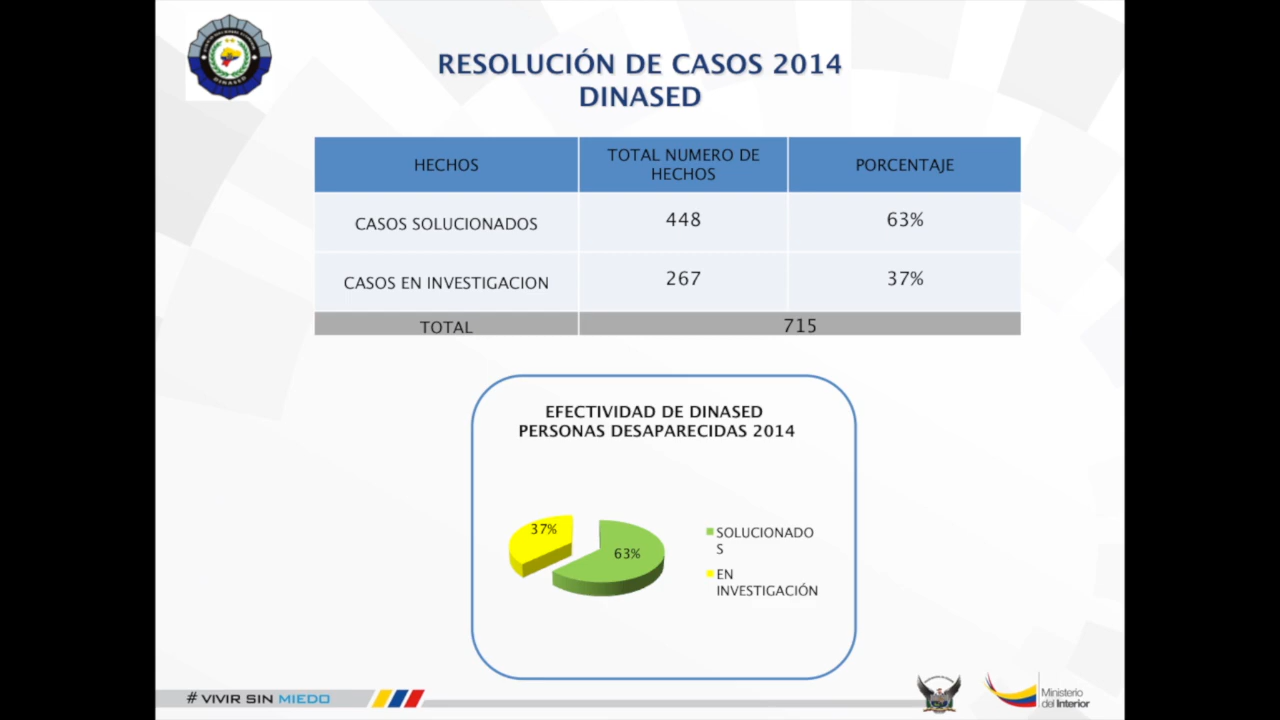 RESOLUCIÓN DE CASOS 2014
DINASED
HECHOS
TOTAL NUMERO DE
HECHOS
PORCENTAJE
CASOS SOLUCIONADOS
448
63%
CASOS EN INVESTIGACION
267
37%
TOTAL
715
EFECTIVIDAD DE DINASED
PERSONAS DESAPARECIDAS 2014
37%
63%
SOLUCIONADO
S
EN
INVESTIGACIÓN
# VIVIR SIN MIEDO
Ministerio
del Interior
DINASED